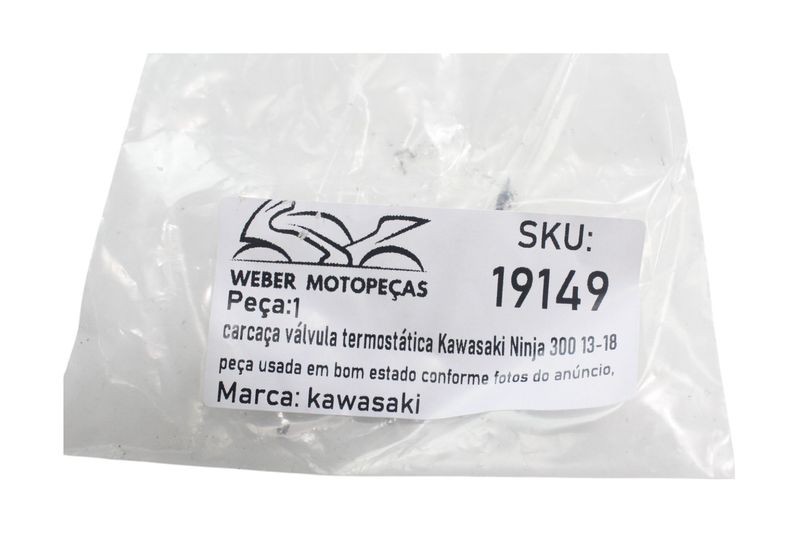 WEBER MOTOPEÇAS
SKU:
19149
Peça:1
carcaça válvula termostática Kawasaki Ninja 300 13-18
peça usada em bom estado conforme fotos do anúncio,
Marca: kawasaki